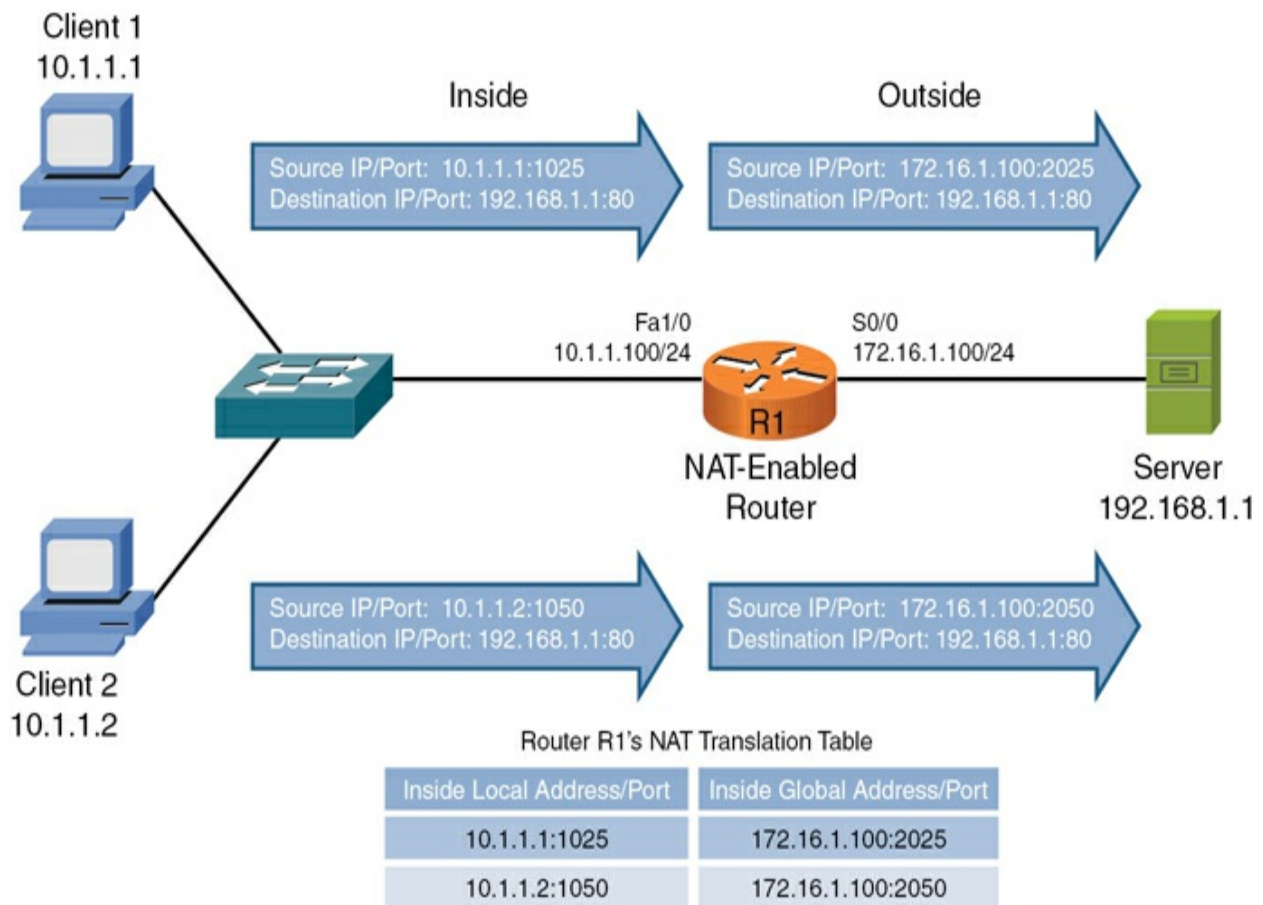 Client 1
10.1.1.1
Inside
Outside
Source IP/Port: 10.1.1.1:1025
Destination IP/Port: 192.168.1.1:80
Source IP/Port: 172.16.1.100:2025
Destination IP/Port: 192.168.1.1:80
Fa1/0
10.1.1.100/24
S0/0
172.16.1.100/24
R1
NAT-Enabled
Router
Server
192.168.1.1
Source IP/Port: 10.1.1.2:1050
Destination IP/Port: 192.168.1.1:80
Source IP/Port: 172.16.1.100:2050
Destination IP/Port: 192.168.1.1:80
Client 2
10.1.1.2
Router R1's NAT Translation Table
Inside Local Address/Port Inside Global Address/Port
10.1.1.1:1025 172.16.1.100:2025
10.1.1.2:1050 172.16.1.100:2050